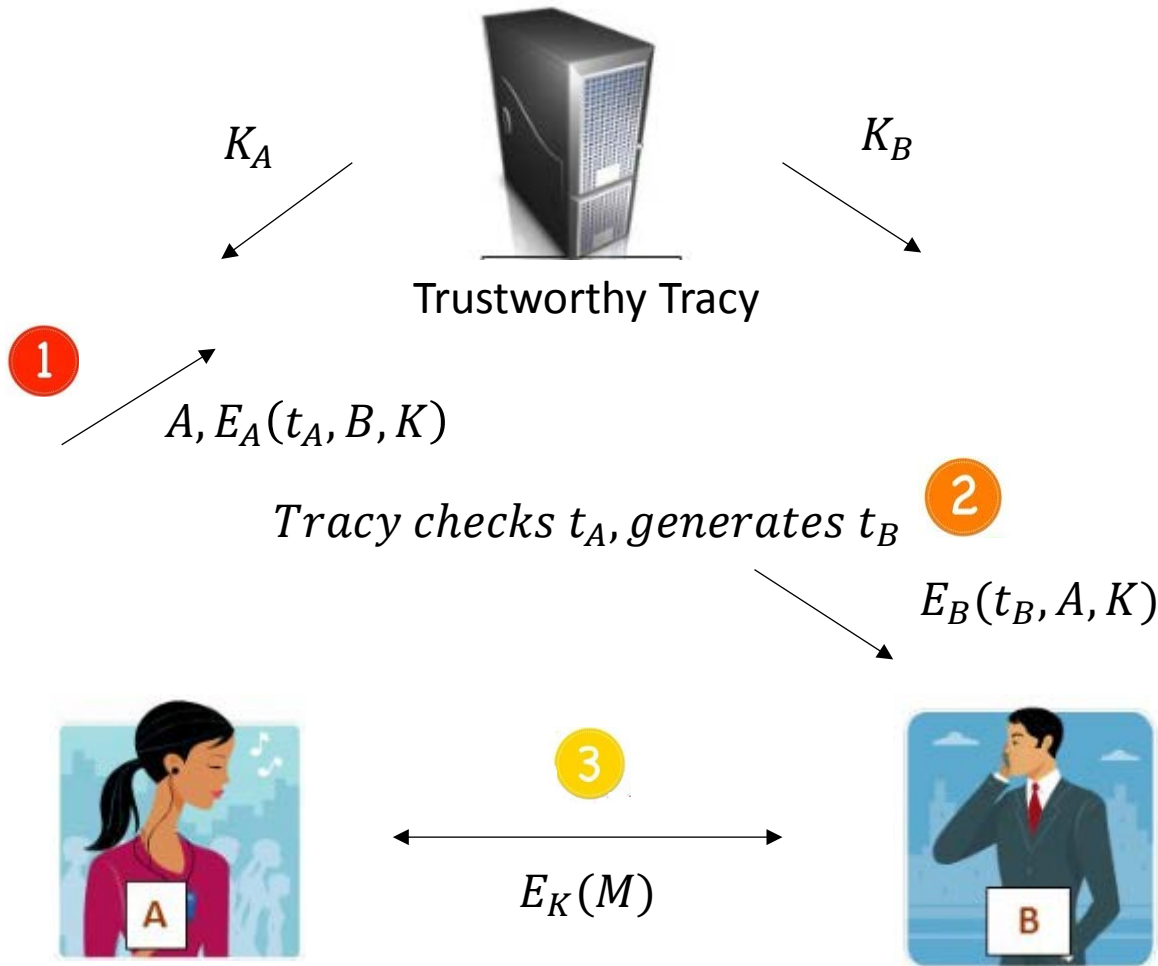 K_A
K_B
Trustworthy Tracy
1
A, E_A(t_A, B, K)
Tracy checks t_A, generates t_B
2
E_B(t_B, A, K)
3
E_K(M)
A
B